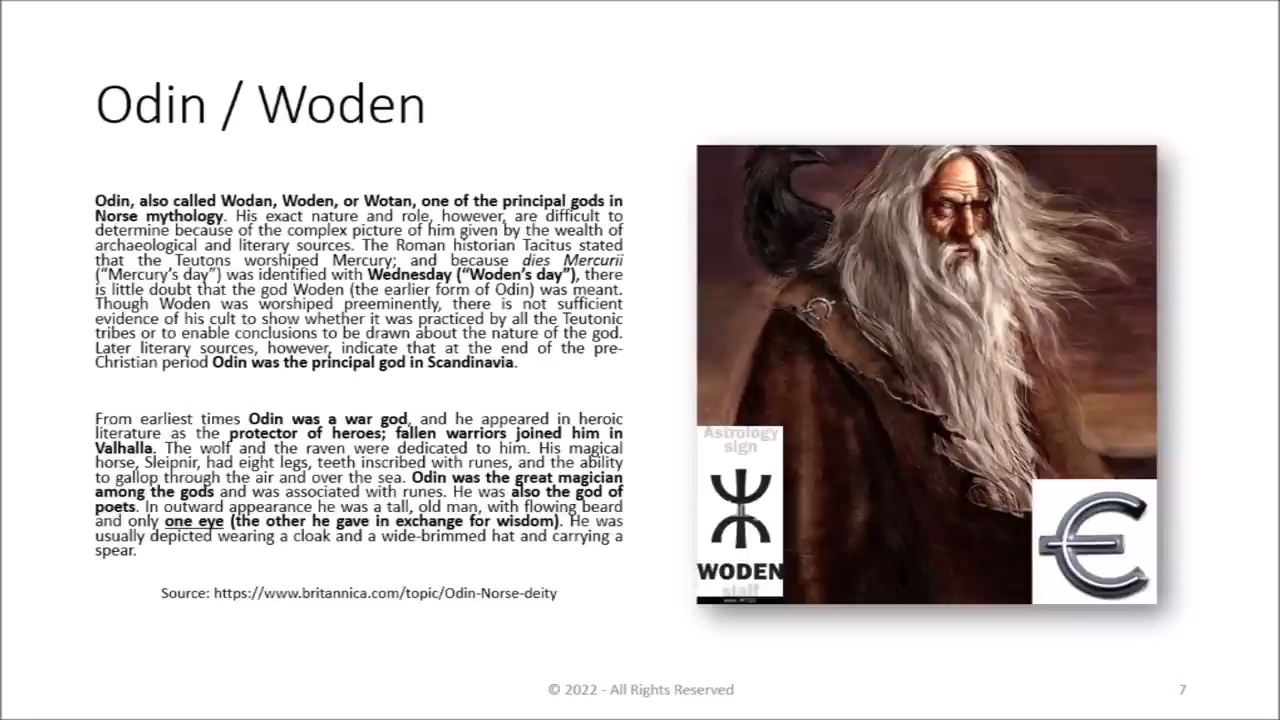 Odin / Woden
Odin, also called Wodan, Woden, or Wotan, one of the principal gods in
Norse mythology. His exact nature and role, however, are difficult to
determine because of the complex picture of him given by the wealth of
archaeological and literary sources. The Roman historian Tacitus stated
that the Teutons worshiped Mercury; and because dies Mercurii
(“Mercury’s day”) was identified with Wednesday (“Woden’s day”), there
is little doubt that the god Woden (the earlier form of Odin) was meant.
Though Woden was worshiped preeminently, there is not sufficient
evidence of his cult to show whether it was practiced by all the Teutonic
tribes or to enable conclusions to be drawn about the nature of the god.
Later literary sources, however, indicate that at the end of the pre-
Christian period Odin was the principal god in Scandinavia.
From earliest times Odin was a war god, and he appeared in heroic
literature as the protector of heroes; fallen warriors joined him in
Valhalla. The wolf and the raven were dedicated to him. His magical
horse, Sleipnir, had eight legs, teeth inscribed with runes, and the ability
to gallop through the air and over the sea. Odin was the great magician
among the gods and was associated with runes. He was also the god of
poets. In outward appearance he was a tall, old man, with flowing beard
and only one eye (the other he gave in exchange for wisdom). He was
usually depicted wearing a cloak and a wide-brimmed hat and carrying a
spear.
Source: https://www.britannica.com/topic/Odin-Norse-deity
Astrology
sign
WODEN
staff
€
© 2022 - All Rights Reserved
7